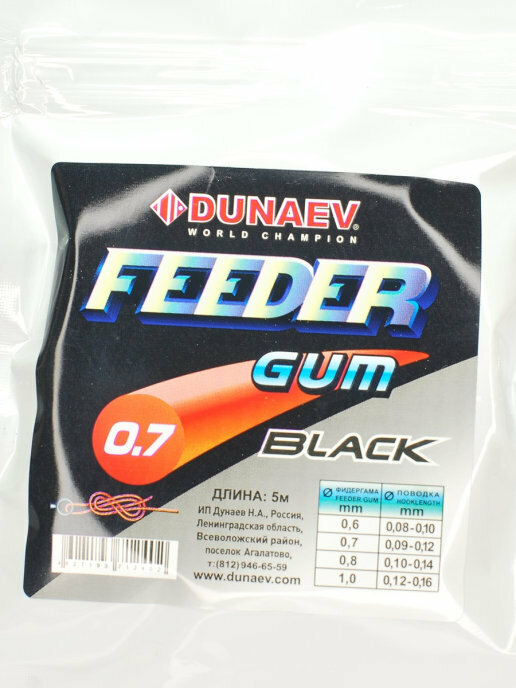 DUNAEV®
WORLD CHAMPION
FEEDER
GUM
0.7
BLACK
ДЛИНА: 5м
ИП Дунаев Н.А., Россия,
Ленинградская область,
Всеволожский район,
поселок Агалатово,
т:(812) 946-65-59
www.dunaev.com
Ø ФИДЕРГАМА FEEDER GUM mm
Ø ПОВОДКА HOOKLENGTH mm
0,6 0,08-0,10
0,7 0,09-0,12
0,8 0,10-0,14
1,0 0,12-0,16